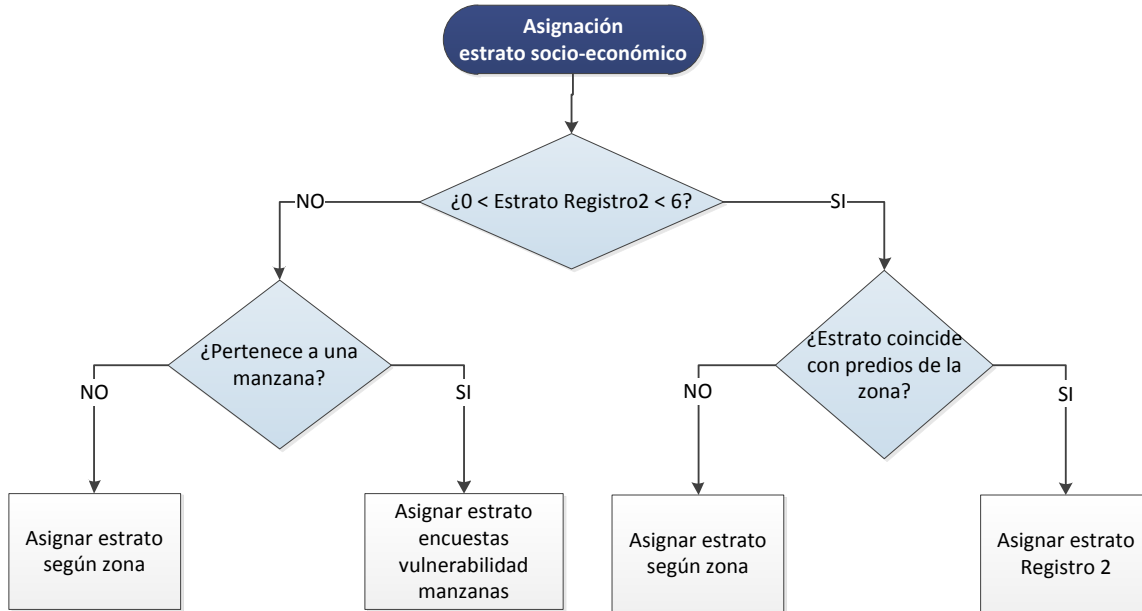 Asignación
estrato socio-económico
¿0 < Estrato Registro2 < 6?
NO
SI
¿Pertenece a una
manzana?
¿Estrato coincide
con predios de la
zona?
NO
SI
NO
SI
Asignar estrato
según zona
Asignar estrato
encuestas
vulnerabilidad
manzanas
Asignar estrato
según zona
Asignar estrato
Registro 2